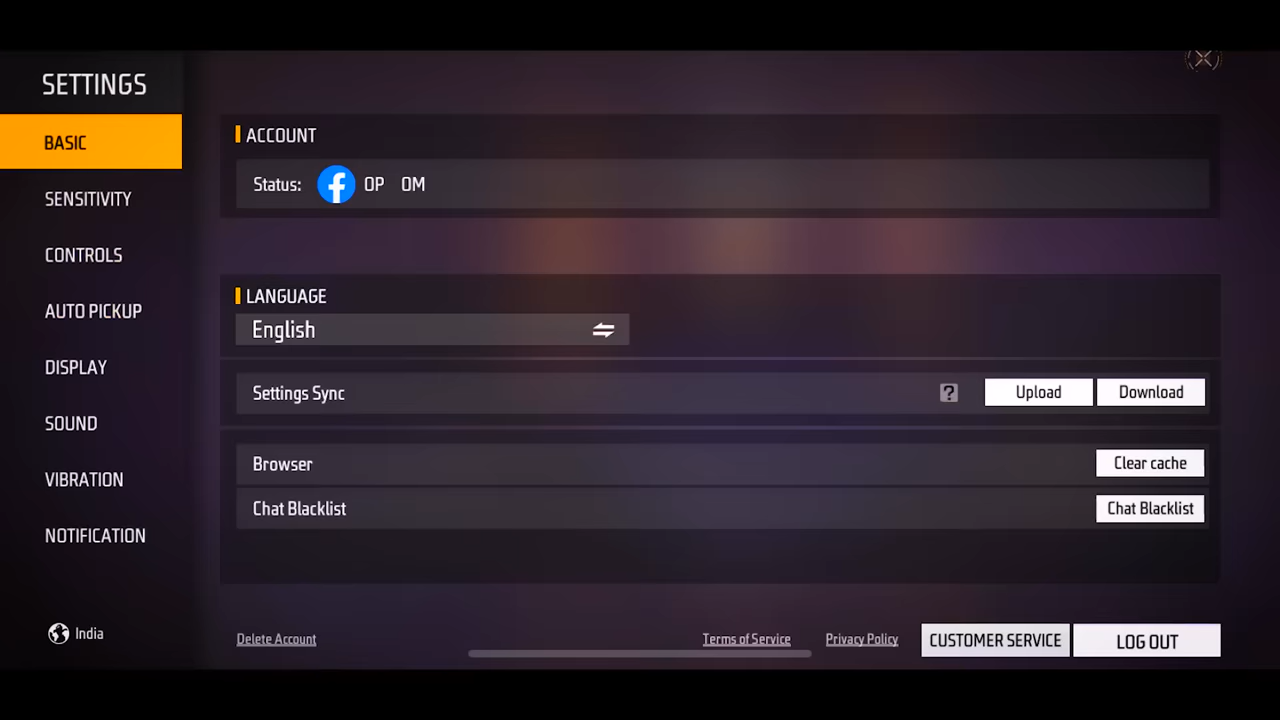 SETTINGS
BASIC
SENSITIVITY
CONTROLS
AUTO PICKUP
DISPLAY
SOUND
VIBRATION
NOTIFICATION
India
ACCOUNT
Status: OP OM
LANGUAGE
English
Settings Sync ? Upload Download
Browser Clear cache
Chat Blacklist Chat Blacklist
Delete Account Terms of Service Privacy Policy CUSTOMER SERVICE LOG OUT